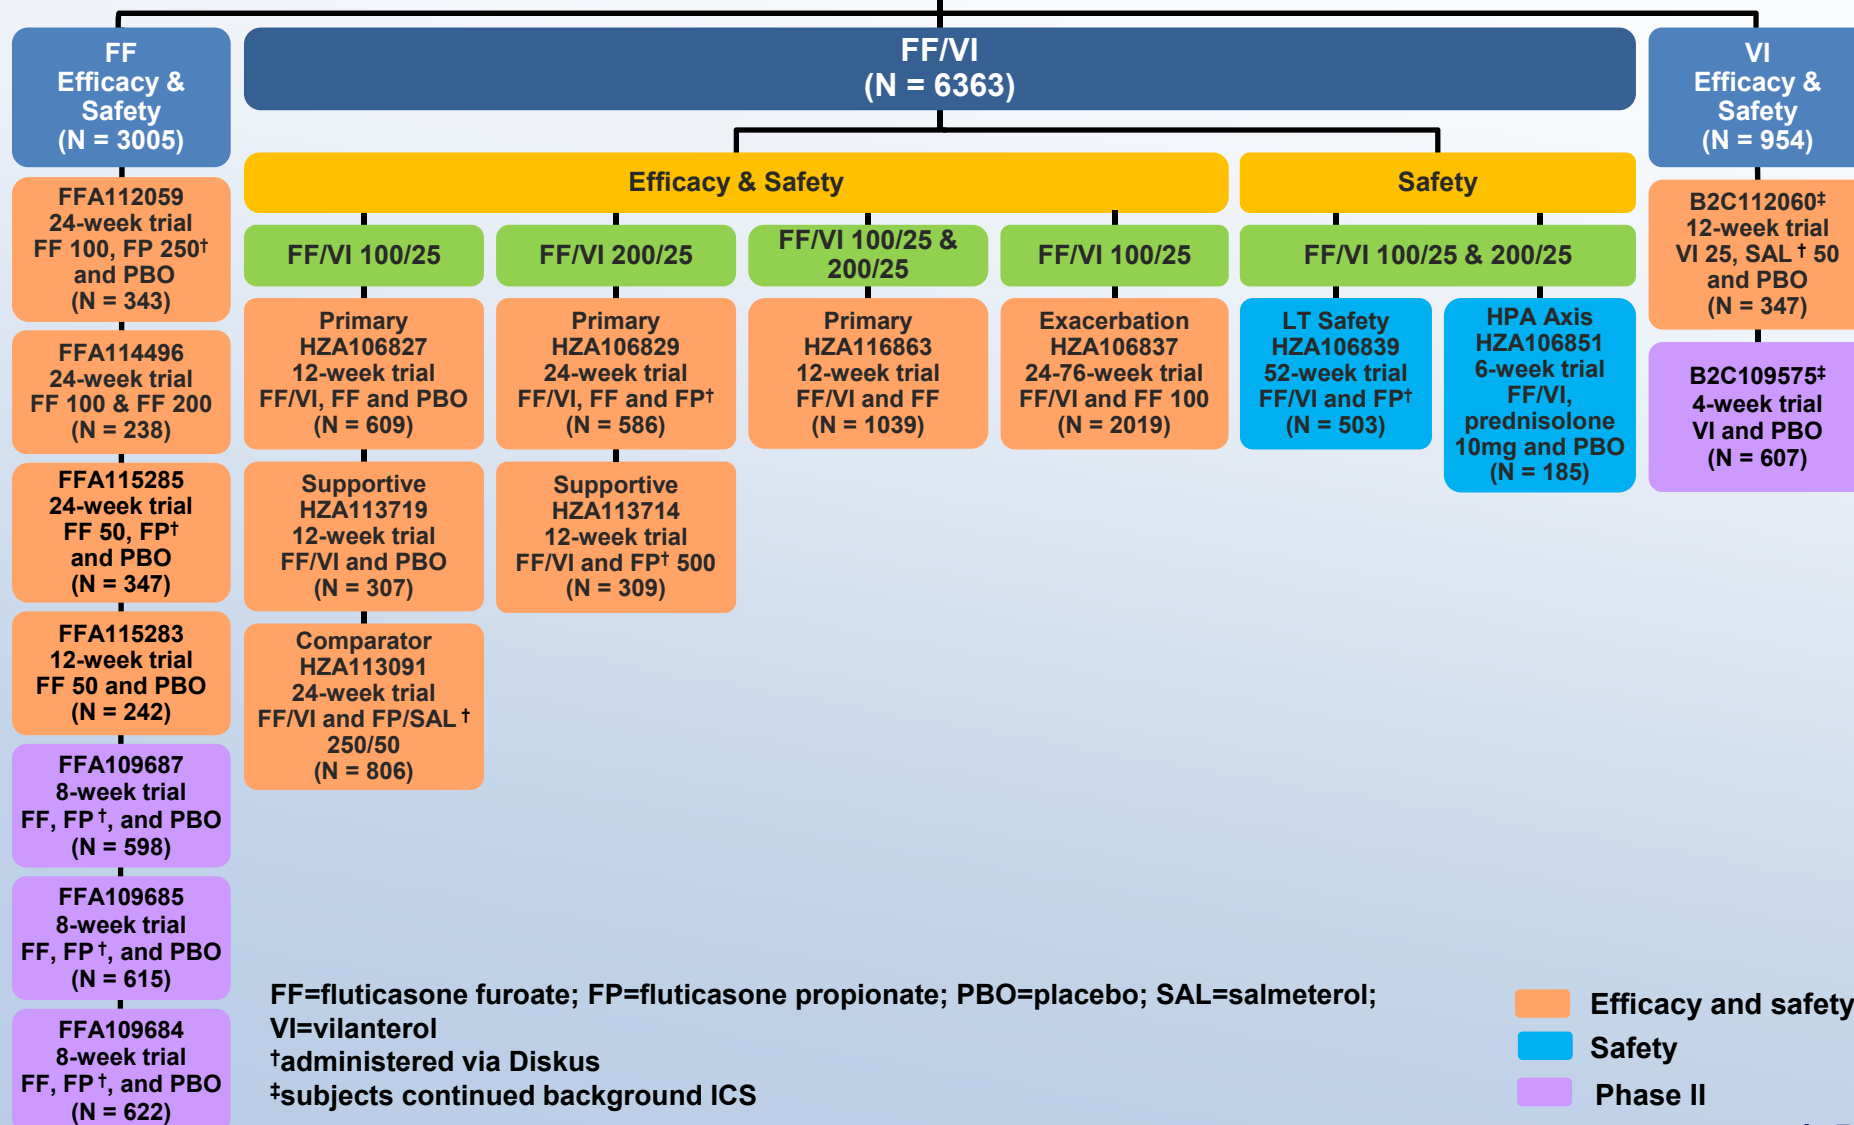 FF
Efficacy &
Safety
(N = 3005)
FFA112059
24-week trial
FF 100, FP 250†
and PBO
(N = 343)
FFA114496
24-week trial
FF 100 & FF 200
(N = 238)
FFA115285
24-week trial
FF 50, FP†
and PBO
(N = 347)
FFA115283
12-week trial
FF 50 and PBO
(N = 242)
FFA109687
8-week trial
FF, FP †, and PBO
(N = 598)
FFA109685
8-week trial
FF, FP †, and PBO
(N = 615)
FFA109684
8-week trial
FF, FP †, and PBO
(N = 622)
FF/VI
(N = 6363)
Efficacy & Safety
FF/VI 100/25
Primary
HZA106827
12-week trial
FF/VI, FF and PBO
(N = 609)
Supportive
HZA113719
12-week trial
FF/VI and PBO
(N = 307)
Comparator
HZA113091
24-week trial
FF/VI and FP/SAL †
250/50
(N = 806)
FF/VI 200/25
Primary
HZA106829
24-week trial
FF/VI, FF and FP†
(N = 586)
Supportive
HZA113714
12-week trial
FF/VI and FP† 500
(N = 309)
FF/VI 100/25 &
200/25
Primary
HZA116863
12-week trial
FF/VI and FF
(N = 1039)
FF/VI 100/25
Exacerbation
HZA106837
24-76-week trial
FF/VI and FF 100
(N = 2019)
Safety
FF/VI 100/25 & 200/25
LT Safety
HZA106839
52-week trial
FF/VI and FP†
(N = 503)
HPA Axis
HZA106851
6-week trial
FF/VI,
prednisolone
10mg and PBO
(N = 185)
VI
Efficacy &
Safety
(N = 954)
B2C112060‡
12-week trial
VI 25, SAL † 50
and PBO
(N = 347)
B2C109575‡
4-week trial
VI and PBO
(N = 607)
FF=fluticasone furoate; FP=fluticasone propionate; PBO=placebo; SAL=salmeterol;
VI=vilanterol
†administered via Diskus
‡subjects continued background ICS
Efficacy and safety
Safety
Phase II